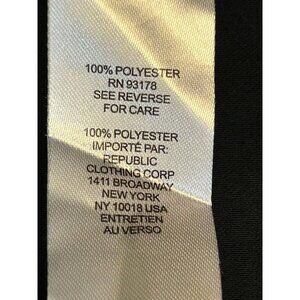 100% POLYESTER
RN 93178
SEE REVERSE
FOR CARE
100% POLYESTER
IMPORTÉ PAR:
REPUBLIC
CLOTHING CORP
1411 BROADWAY
NEW YORK
NY 10018 USA
ENTRETIEN
AU VERSO